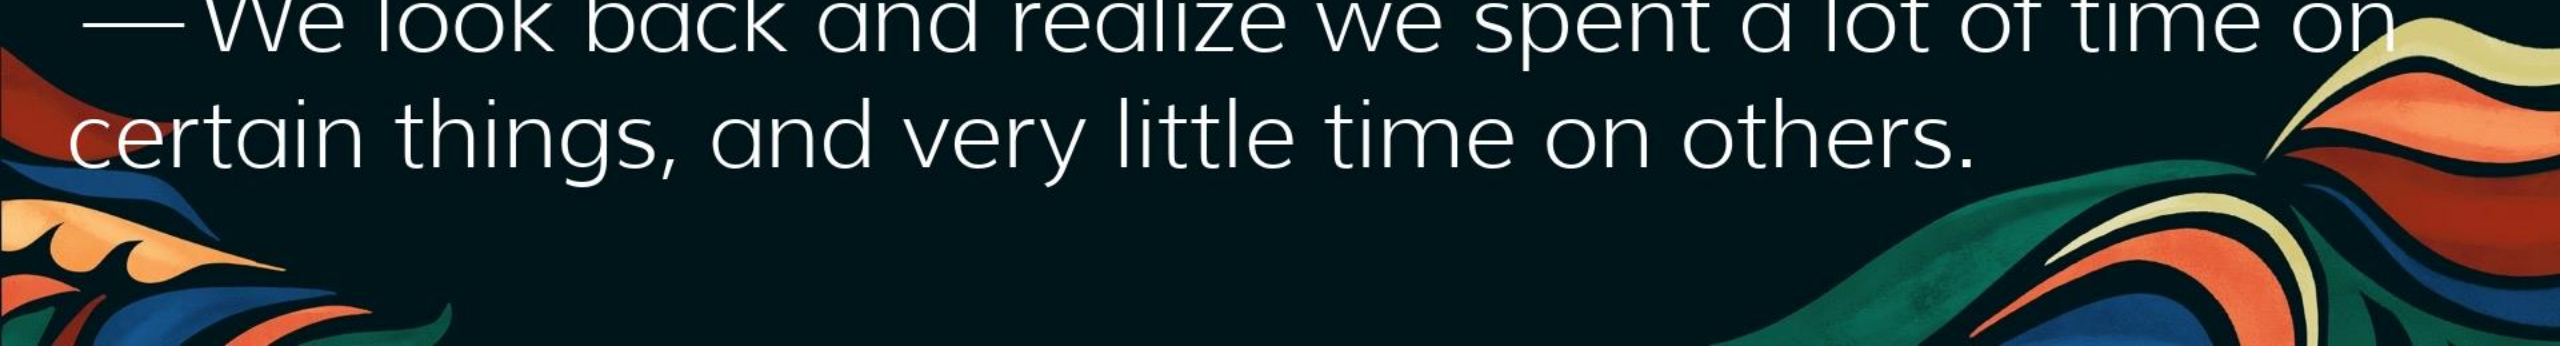 — We look back and realize we spent a lot of time on
certain things, and very little time on others.